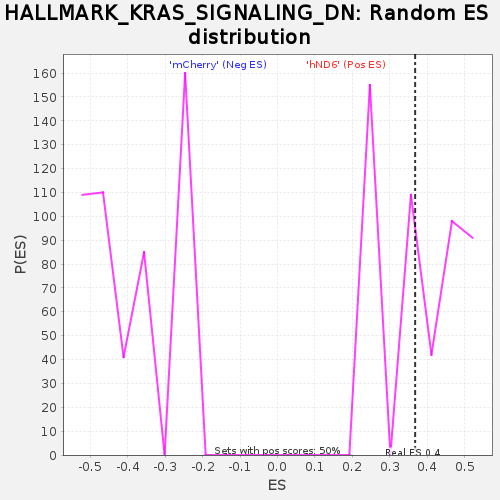 HALLMARK_KRAS_SIGNALING_DN: Random ES
distribution
'mCherry' (Neg ES) 'hND6' (Pos ES)
160
150
140
130
120
110
100
90
80
70
60
50
40
30
20
10
0
P(ES)
Sets with pos scores: 50%
Real ES 0.4
-0.5 -0.4 -0.3 -0.2 -0.1 0.0 0.1 0.2 0.3 0.4 0.5
ES